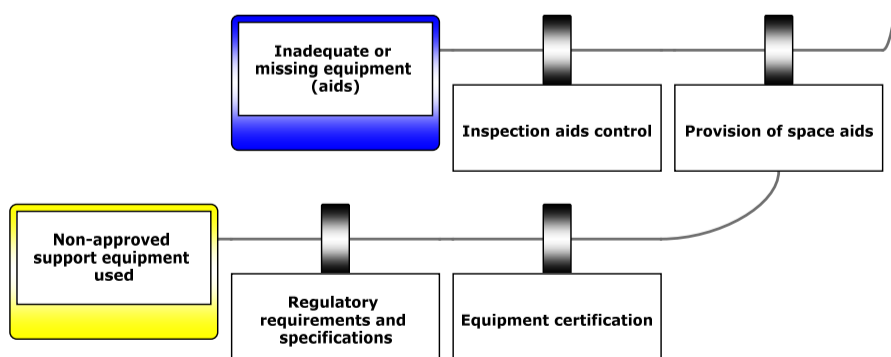 Inadequate or
missing equipment
(aids)
Inspection aids control
Provision of space aids
Non-approved
support equipment
used
Regulatory
requirements and
specifications
Equipment certification